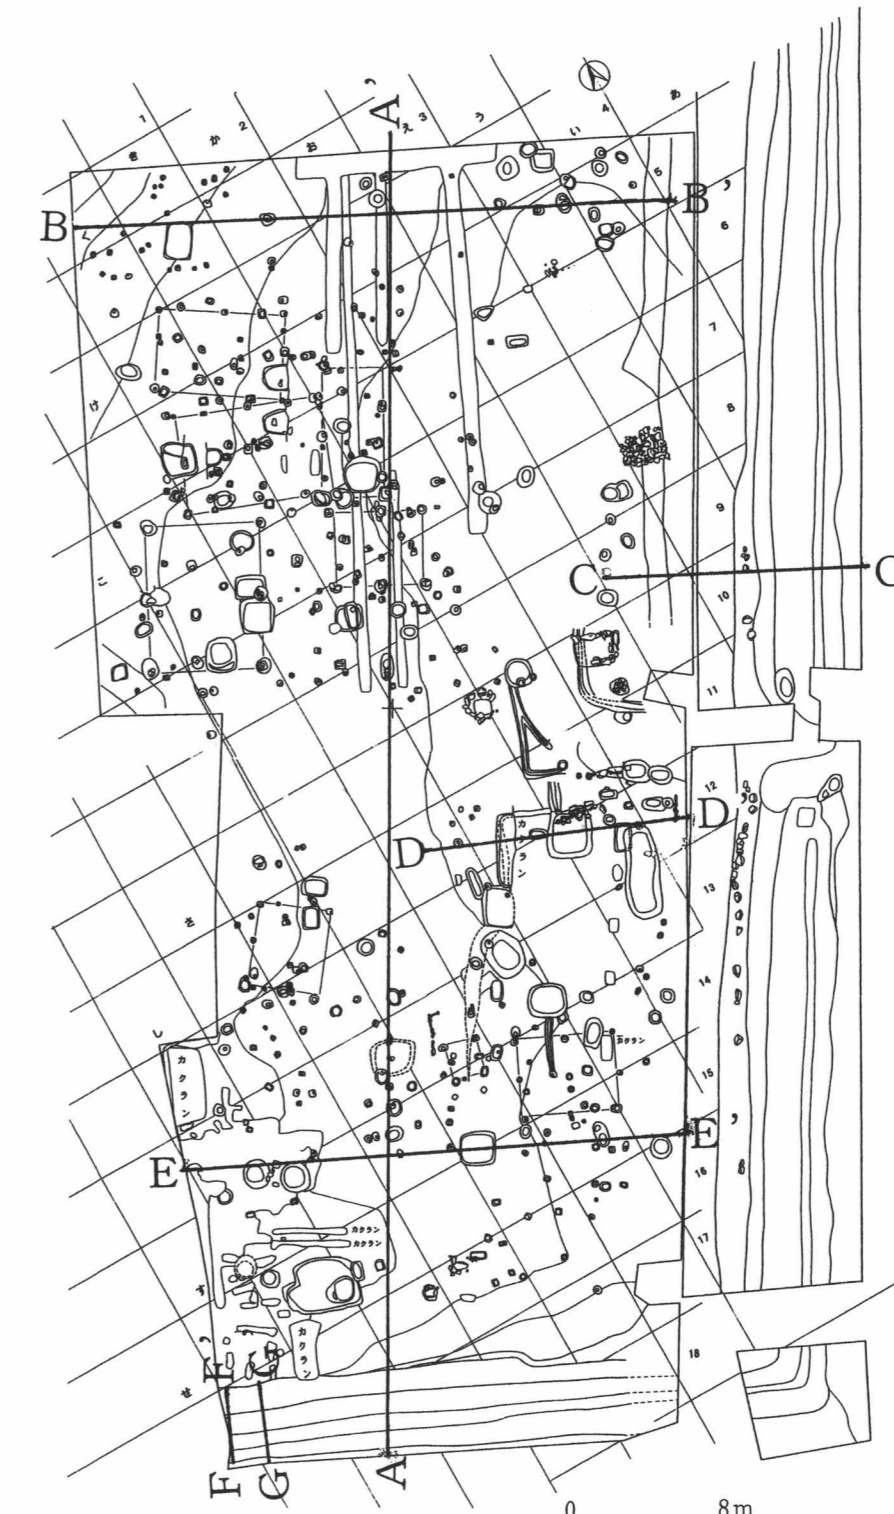 1
2
3
4
あ
い
う
え
お
か
き
く
A'
B
B'
5
6
7
8
け
P
9
C
C
10
こ
11
12
D
D'
カクラン
13
さ
14
し
カクラン
カクラン
15
E
E'
16
カクラン
カクラン
17
す
カクラン
F'
G'
18
せ
F
G
A
0
8m